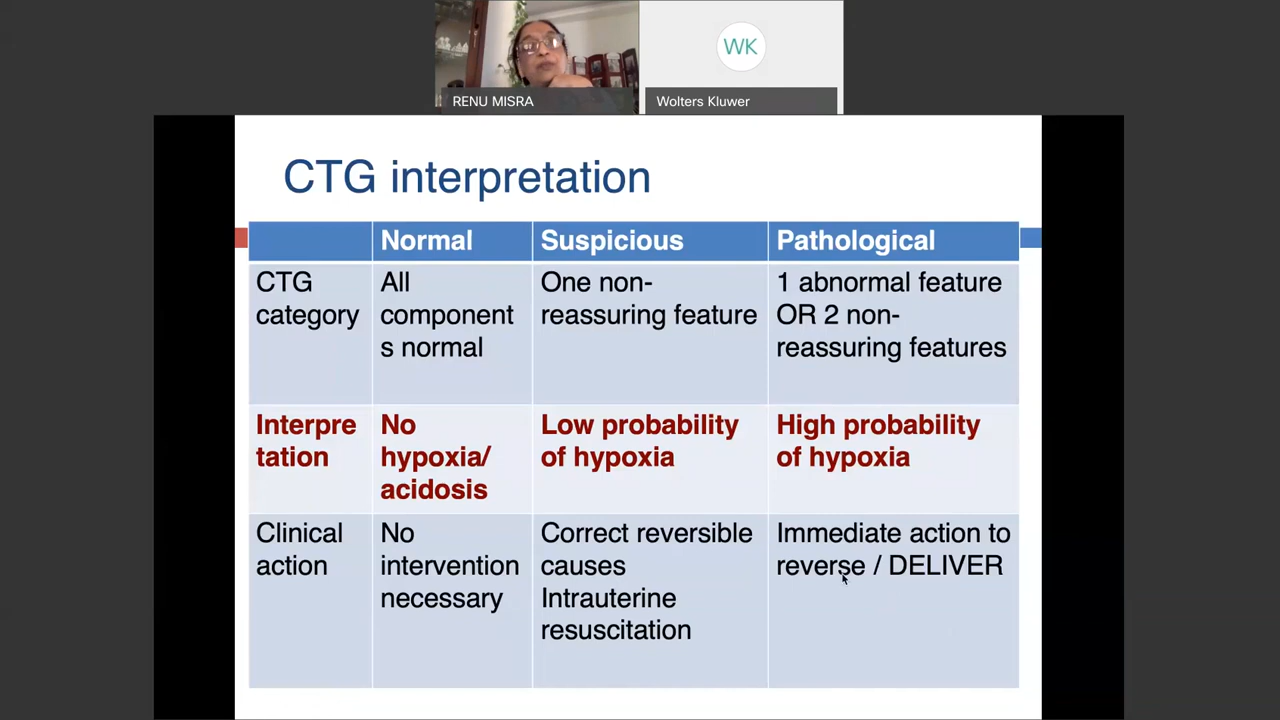 WK
RENU MISRA
Wolters Kluwer
CTG interpretation
Normal
Suspicious
Pathological
CTG
category
All
component
s normal
One non-
reassuring feature
1 abnormal feature
OR 2 non-
reassuring features
Interpre
tation
No
hypoxia/
acidosis
Low probability
of hypoxia
High probability
of hypoxia
Clinical
action
No
intervention
necessary
Correct reversible
causes
Intrauterine
resuscitation
Immediate action to
reverse / DELIVER